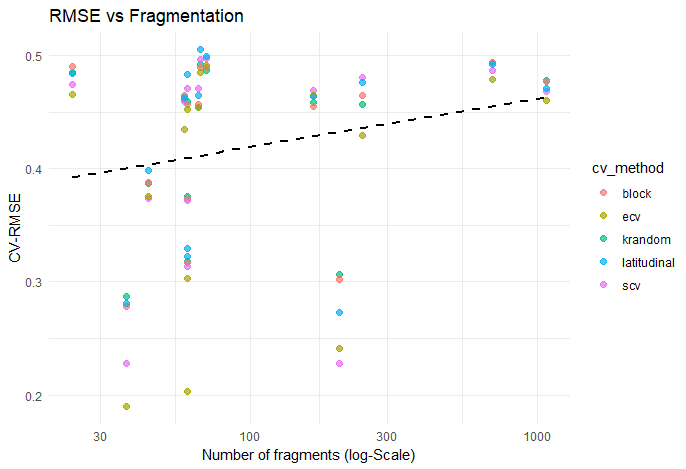 RMSE vs Fragmentation
CV-RMSE
0.5
0.4
0.3
0.2
30
100
300
1000
Number of fragments (log-Scale)
cv_method
block
ecv
krandom
latitudinal
scv